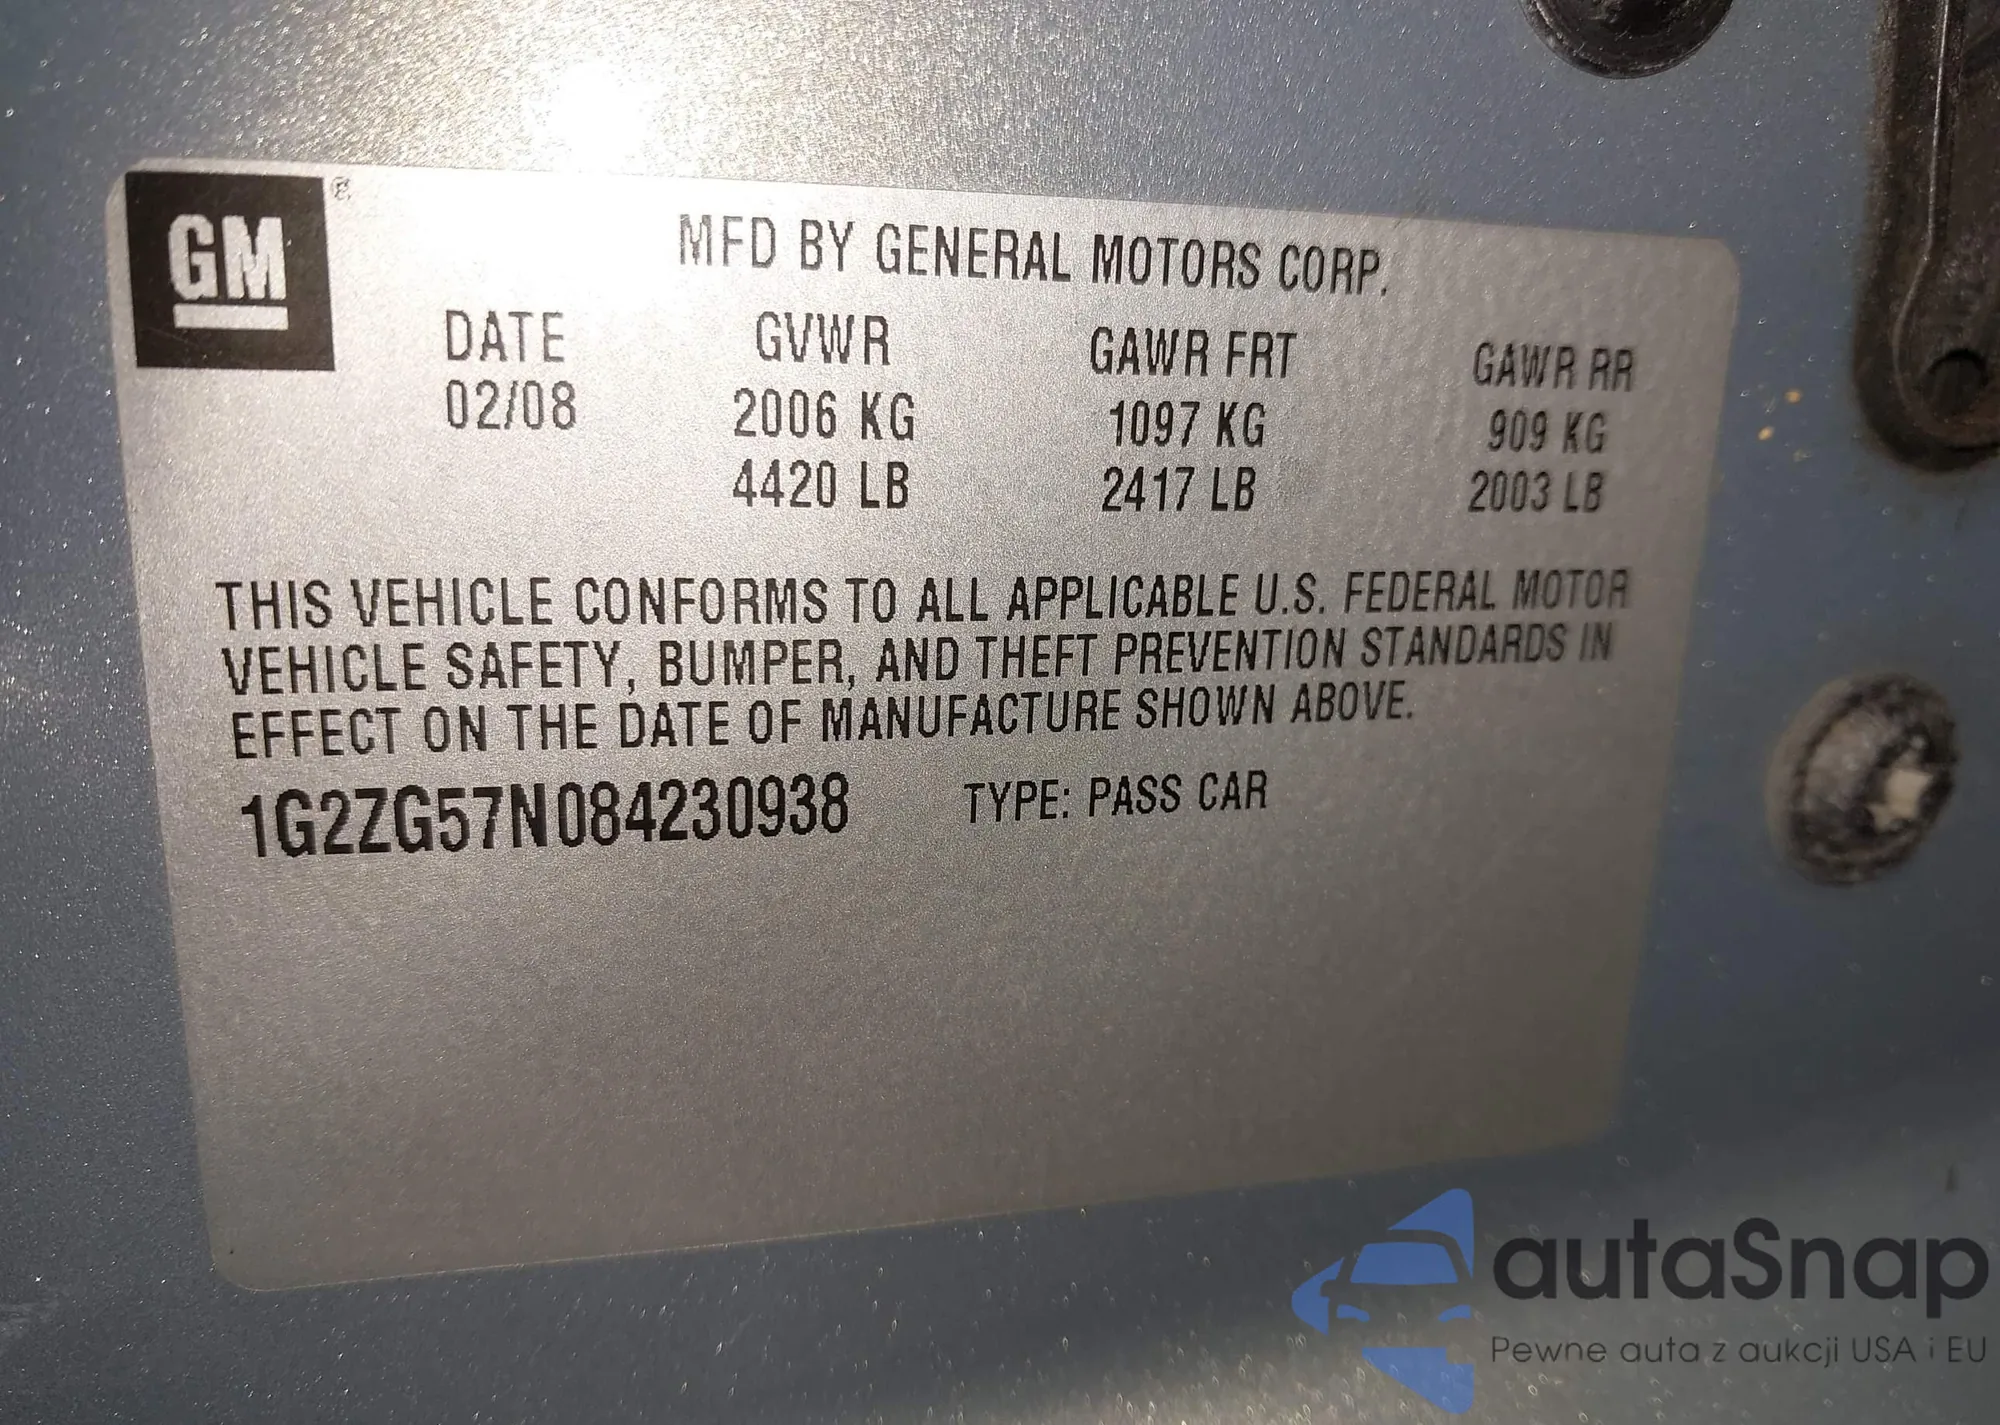 GM ®
MFD BY GENERAL MOTORS CORP.
DATE GVWR GAWR FRT GAWR RR
02/08 2006 KG 1097 KG 909 KG
4420 LB 2417 LB 2003 LB
THIS VEHICLE CONFORMS TO ALL APPLICABLE U.S. FEDERAL MOTOR
VEHICLE SAFETY, BUMPER, AND THEFT PREVENTION STANDARDS IN
EFFECT ON THE DATE OF MANUFACTURE SHOWN ABOVE.
1G2ZG57N084230938 TYPE: PASS CAR
autaSnap
Pewne auta z aukcji USA i EU